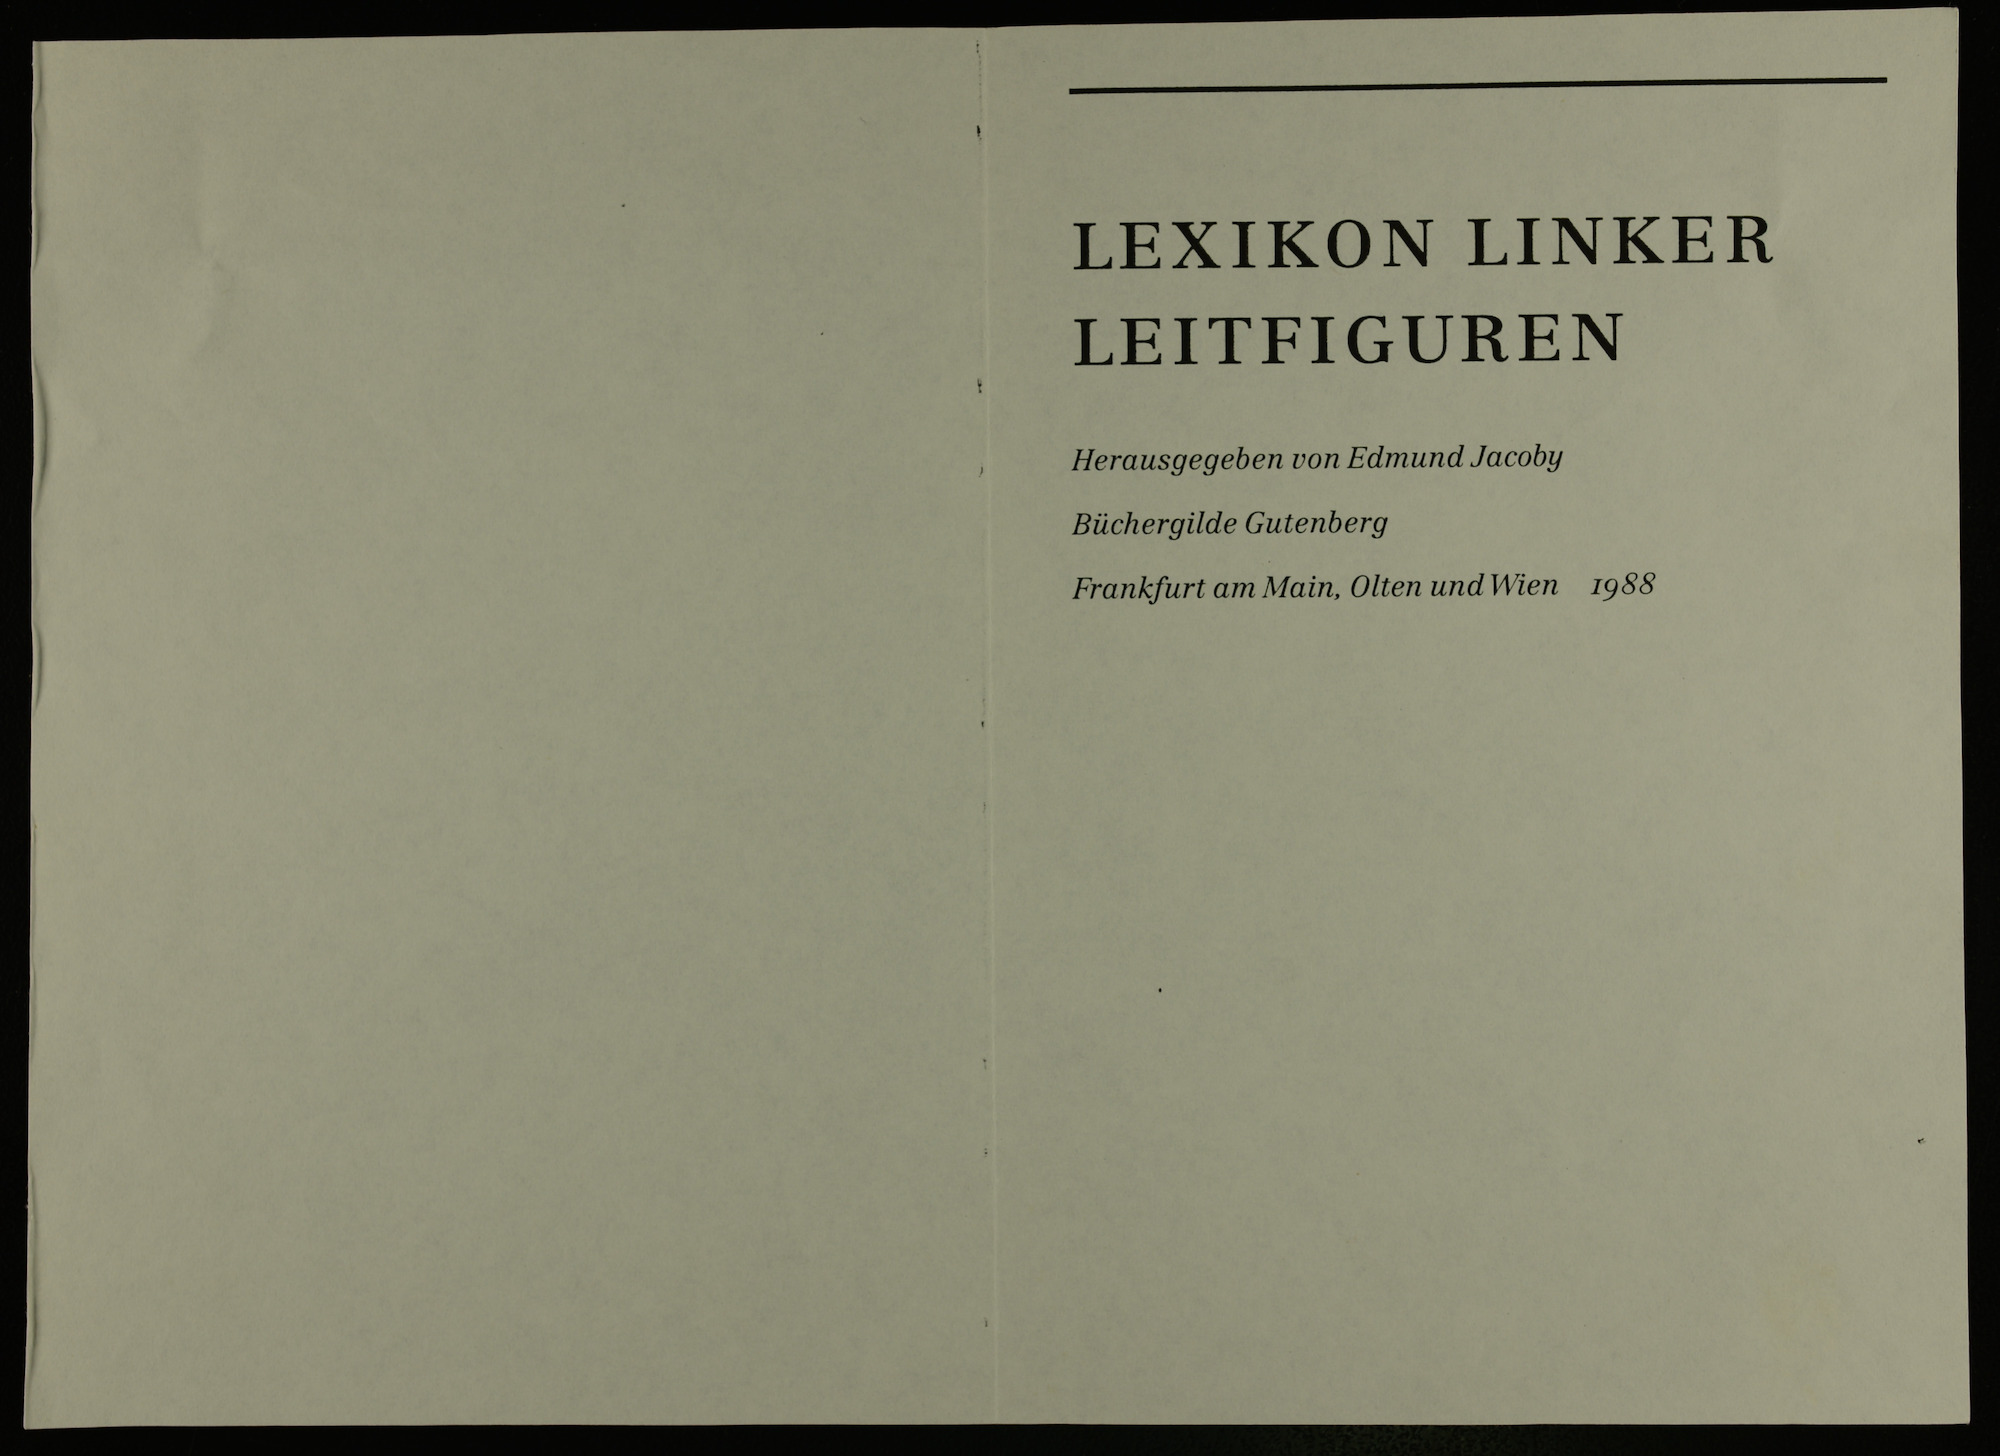 LEXIKON LINKER
LEITFIGUREN
Herausgegeben von Edmund Jacoby
Büchergilde Gutenberg
Frankfurt am Main, Olten und Wien 1988